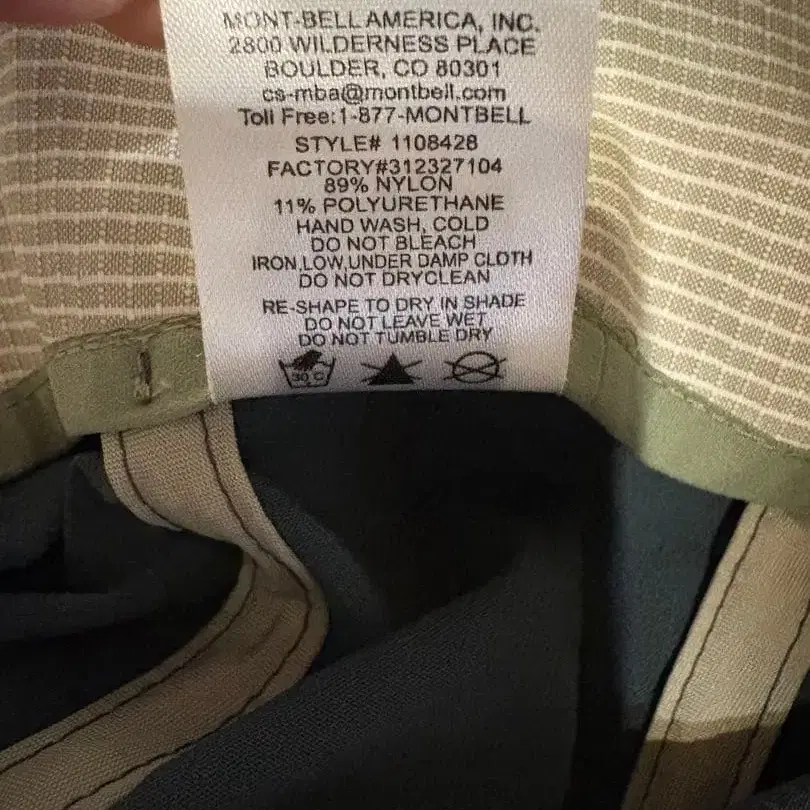 MONT-BELL AMERICA, INC.
2800 WILDERNESS PLACE
BOULDER, CO 80301
cs-mba@montbell.com
Toll Free:1-877-MONTBELL
STYLE# 1108428
FACTORY#312327104
89% NYLON
11% POLYURETHANE
HAND WASH, COLD
DO NOT BLEACH
IRON,LOW,UNDER DAMP CLOTH
DO NOT DRYCLEAN
RE-SHAPE TO DRY IN SHADE
DO NOT LEAVE WET
DO NOT TUMBLE DRY
30 C